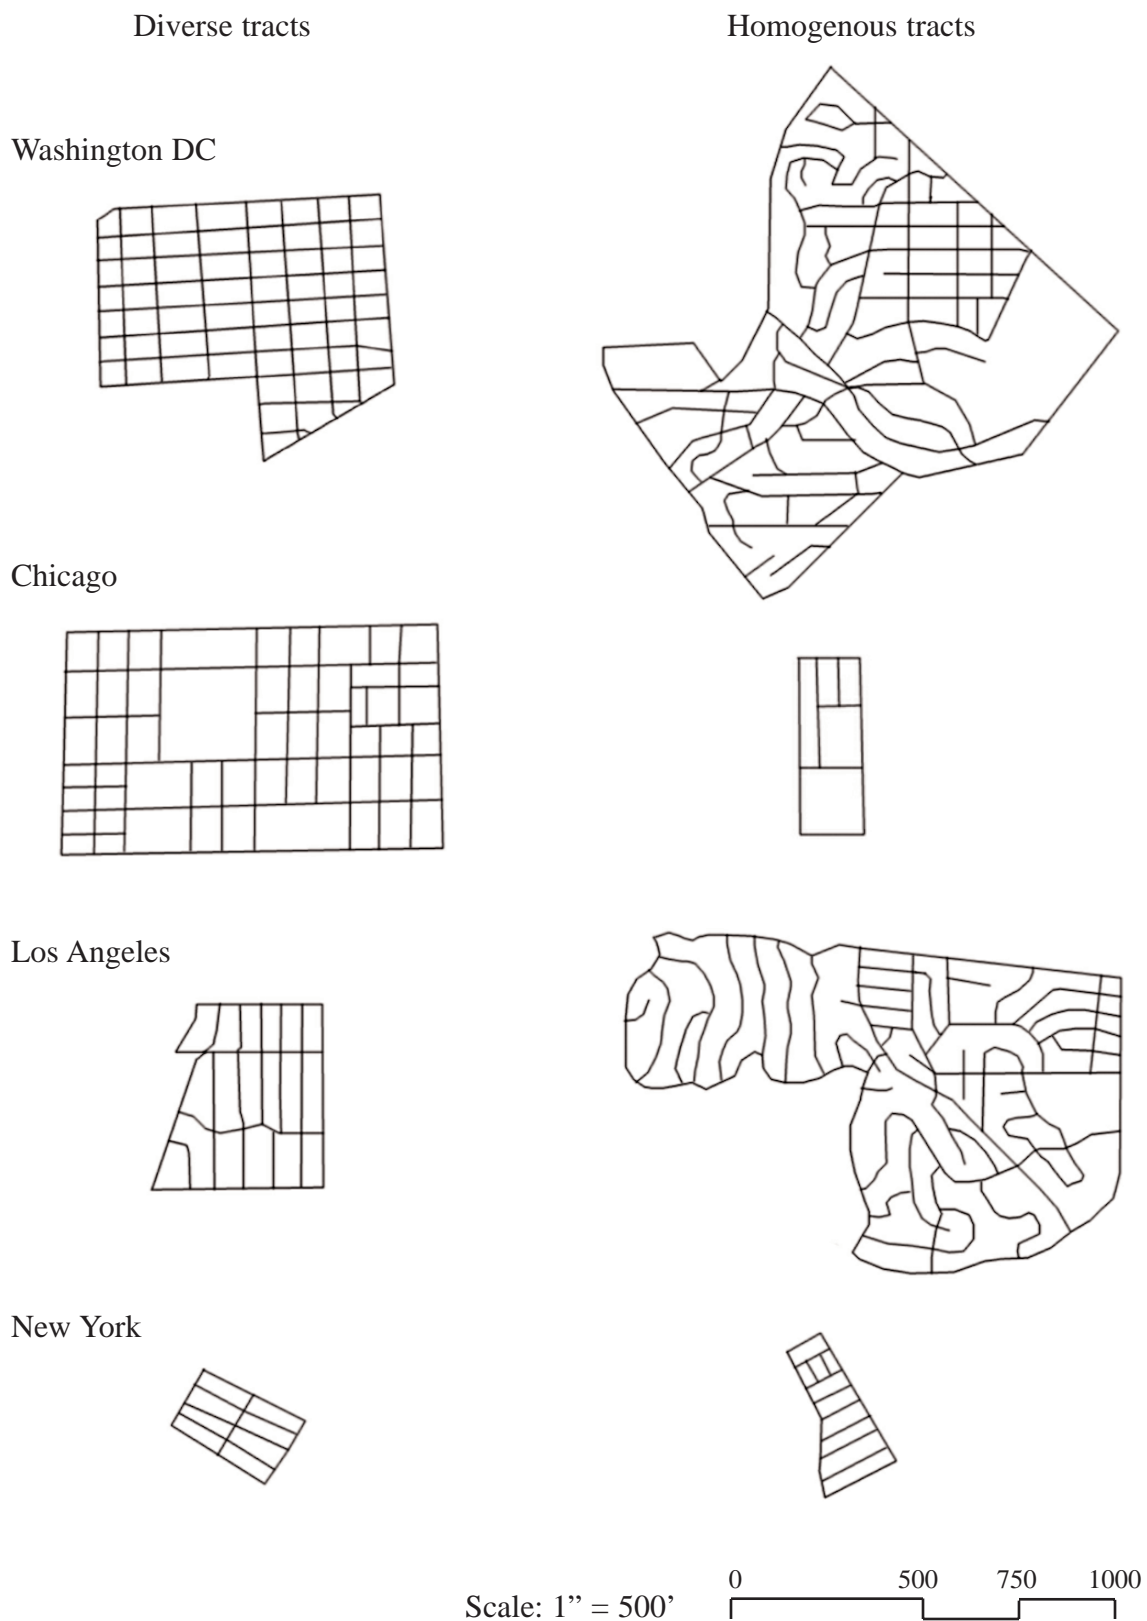 Diverse tracts
Homogenous tracts
Washington DC
Chicago
Los Angeles
New York
0 500 750 1000
Scale: 1” = 500’